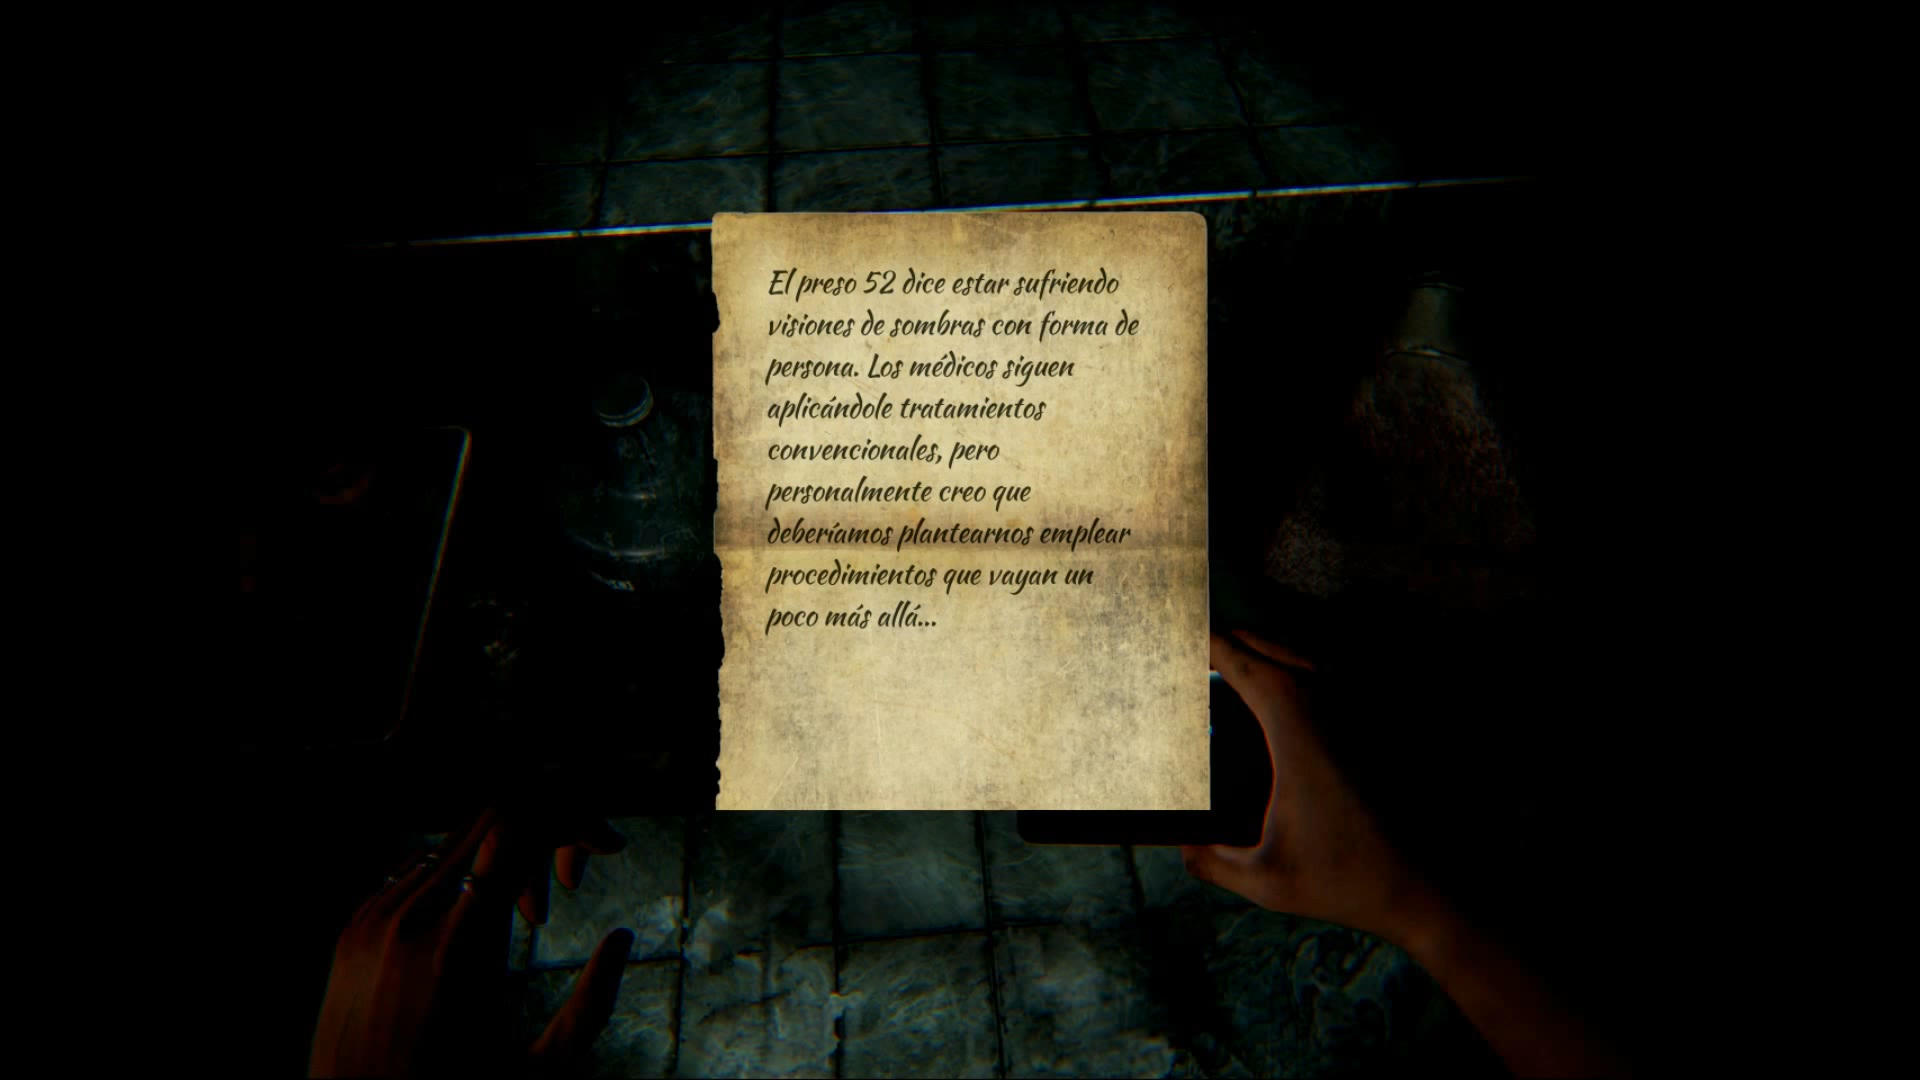 El preso 52 dice estar sufriendo
visiones de sombras con forma de
persona. Los médicos siguen
aplicándole tratamientos
convencionales, pero
personalmente creo que
deberíamos plantearnos emplear
procedimientos que vayan un
poco más allá...